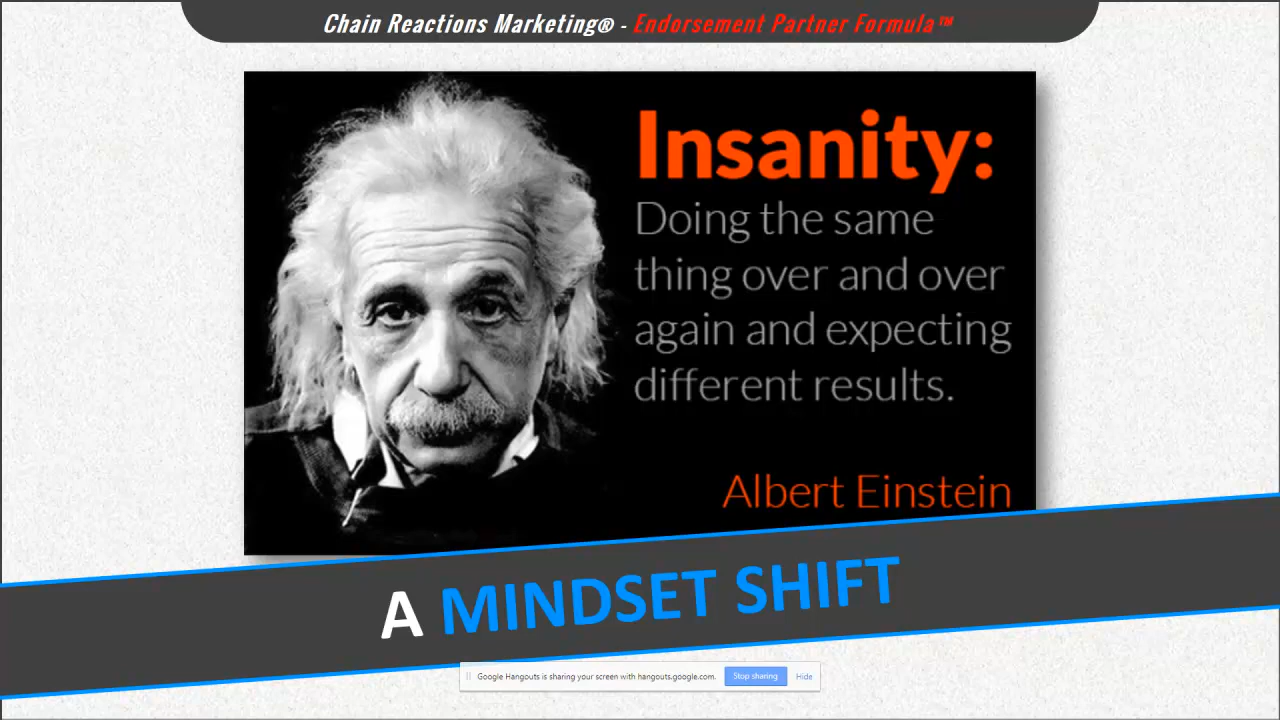 Chain Reactions Marketing® - Endorsement Partner Formula™
Insanity:
Doing the same
thing over and over
again and expecting
different results.
Albert Einstein
A MINDSET SHIFT
Google Hangouts is sharing your screen with hangouts.google.com.
Stop sharing
Hide